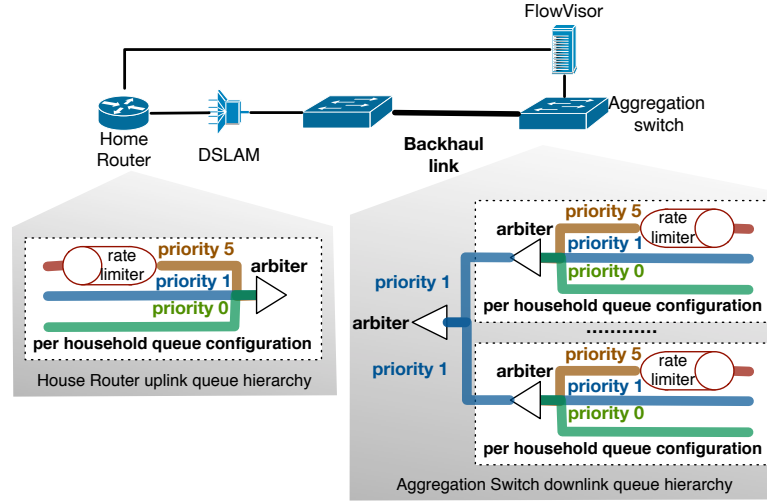 FlowVisor
Home
Router
DSLAM
Backhaul
link
Aggregation
switch
rate
limiter
priority 5
priority 1
priority 0
arbiter
per household queue configuration
House Router uplink queue hierarchy
arbiter
priority 5
rate
limiter
priority 1
priority 0
per household queue configuration
............
priority 1
arbiter
priority 1
arbiter
priority 5
rate
limiter
priority 1
priority 0
per household queue configuration
Aggregation Switch downlink queue hierarchy